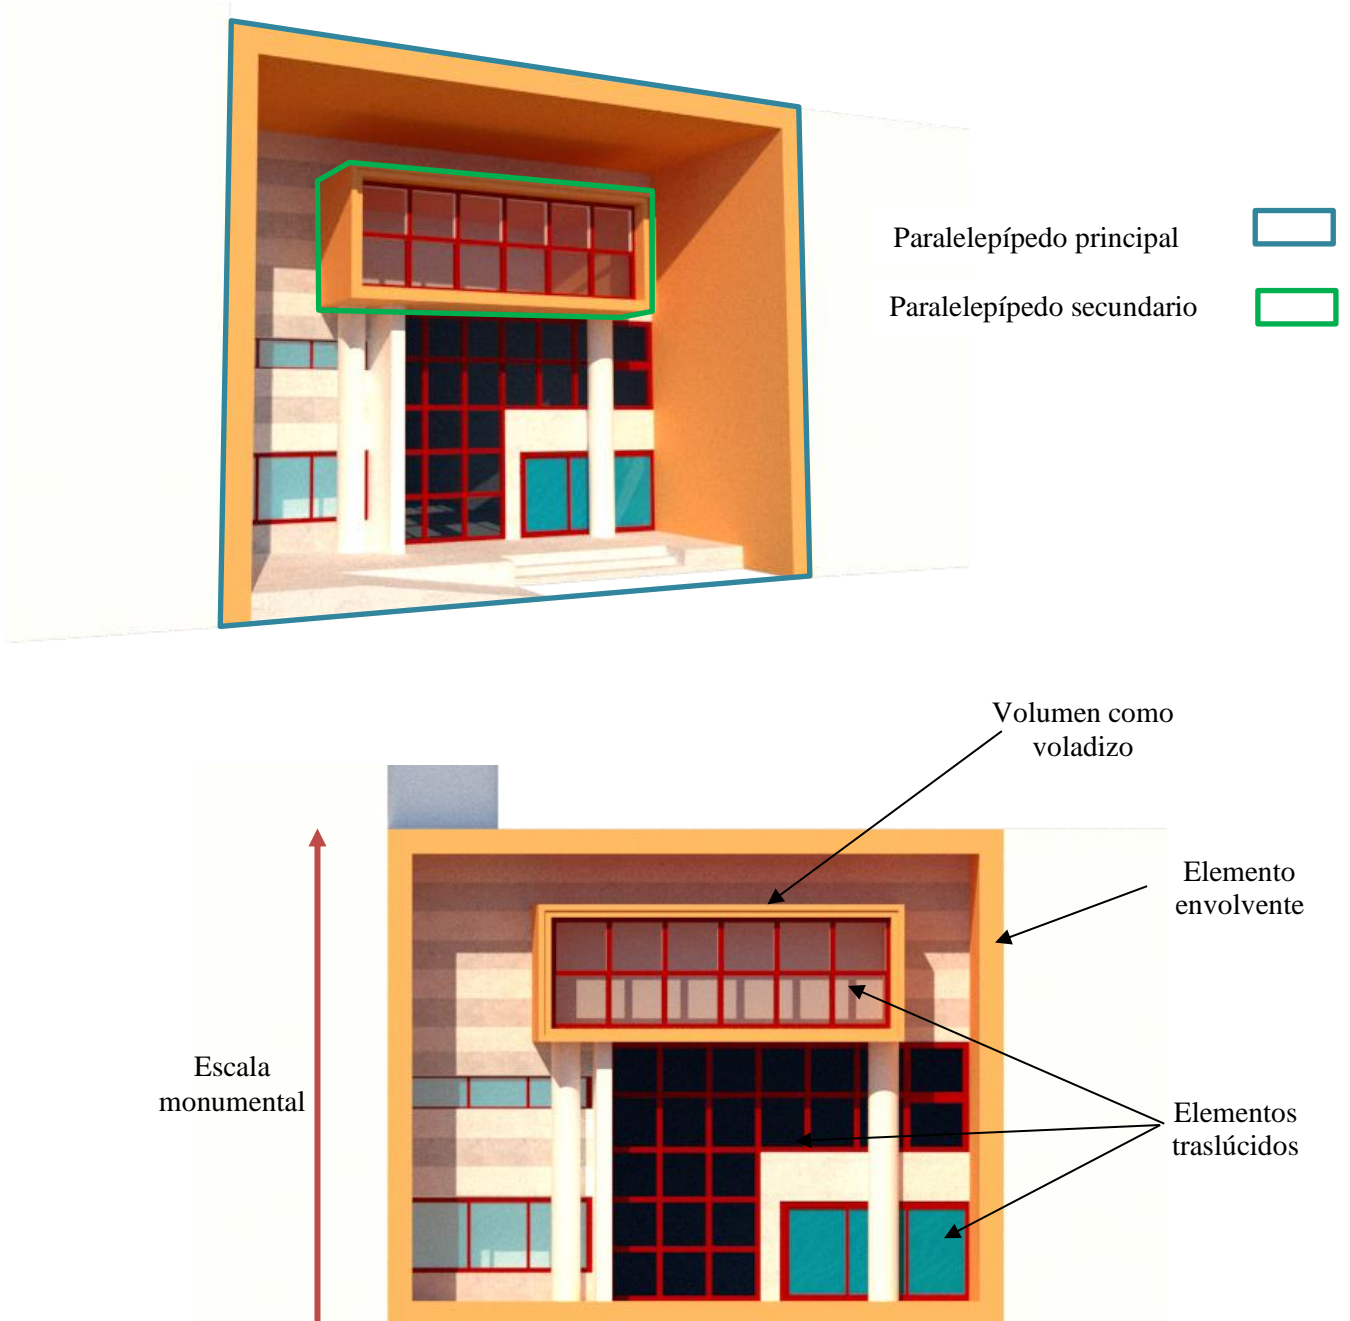 Paralelepípedo principal
Paralelepípedo secundario
Volumen como
voladizo
Elemento
envolvente
Escala
monumental
Elementos
traslúcidos